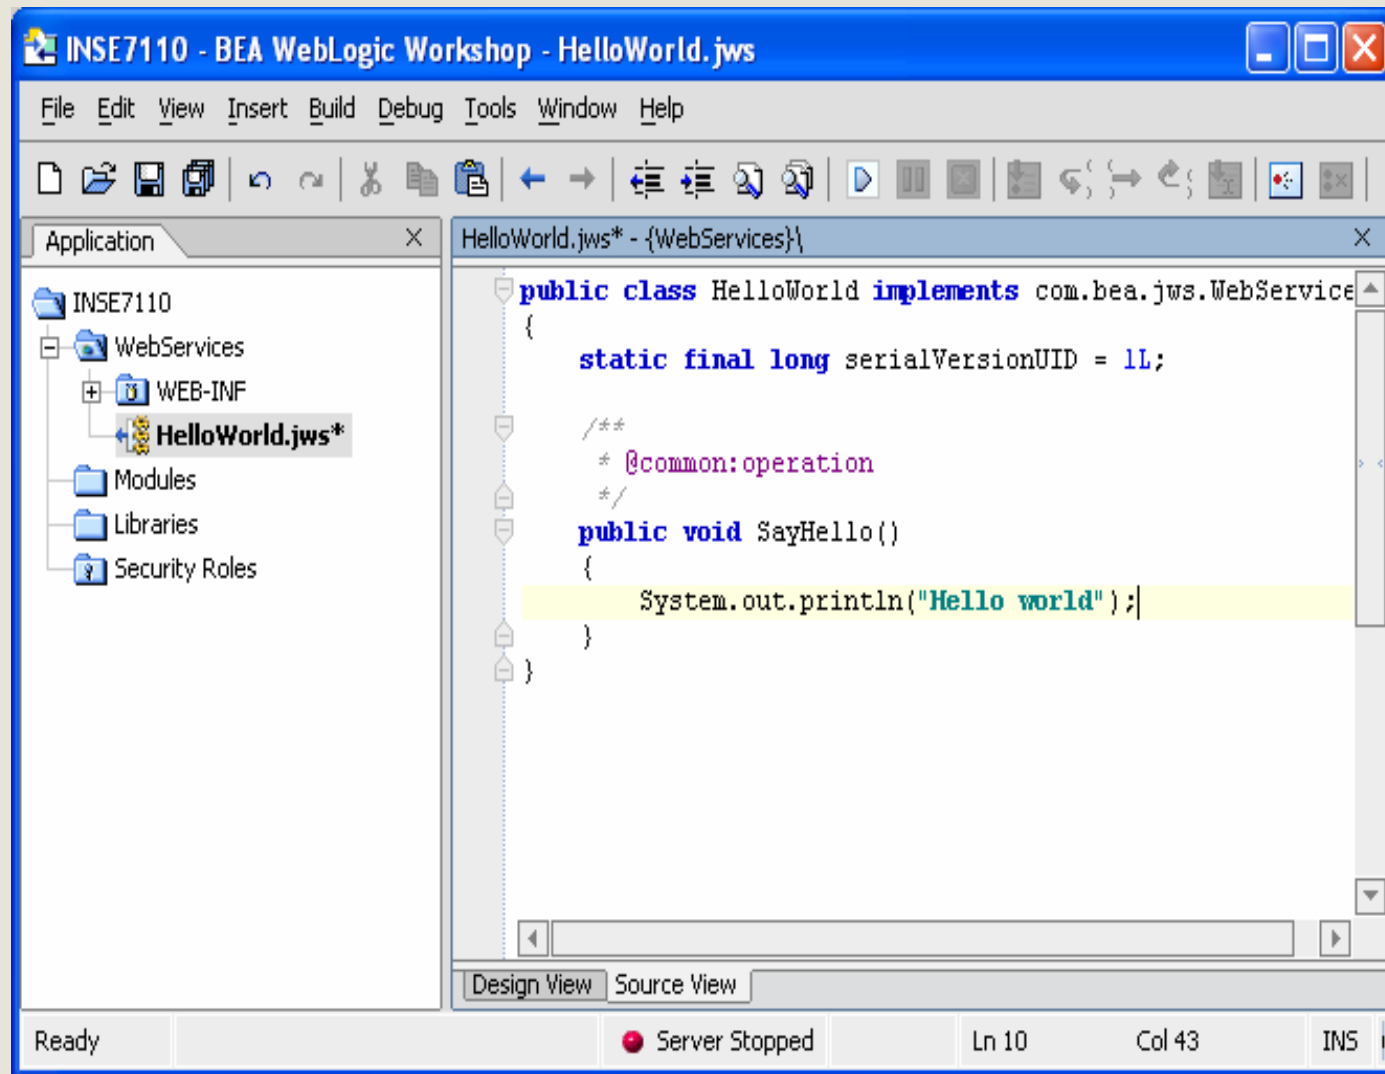 INSE7110 - BEA WebLogic Workshop - HelloWorld.jws
File Edit View Insert Build Debug Tools Window Help
Application
INSE7110
WebServices
WEB-INF
HelloWorld.jws*
Modules
Libraries
Security Roles
HelloWorld.jws* - {WebServices}\
public class HelloWorld implements com.bea.jws.WebService
{
static final long serialVersionUID = 1L;
/**
* @common:operation
*/
public void SayHello()
{
System.out.println("Hello world");
}
}
Design View Source View
Ready Server Stopped Ln 10 Col 43 INS